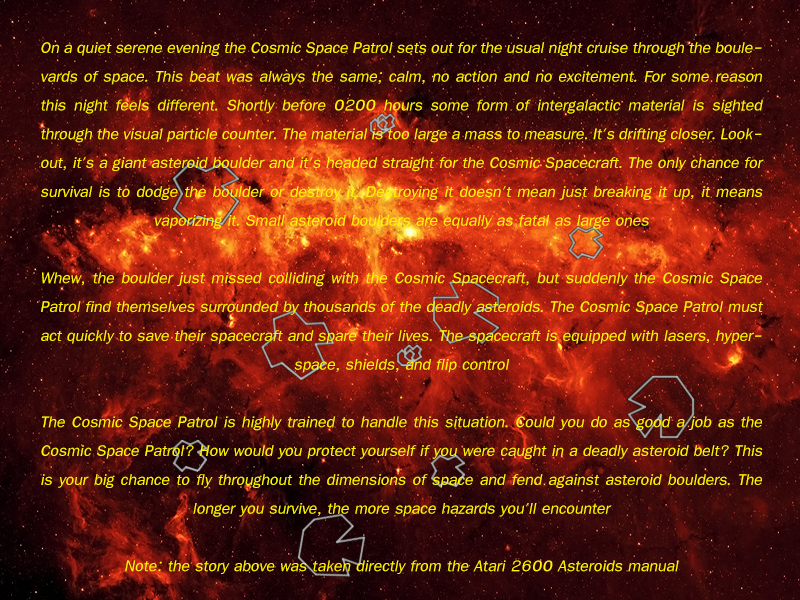 On a quiet serene evening the Cosmic Space Patrol sets out for the usual night cruise through the boule-
vards of space. This beat was always the same; calm, no action and no excitement. For some reason
this night feels different. Shortly before 0200 hours some form of intergalactic material is sighted
through the visual particle counter. The material is too large a mass to measure. It's drifting closer. Look-
out, it's a giant asteroid boulder and it's headed straight for the Cosmic Spacecraft. The only chance for
survival is to dodge the boulder or destroy it. Destroying it doesn't mean just breaking it up, it means
vaporizing it. Small asteroid boulders are equally as fatal as large ones
Whew, the boulder just missed colliding with the Cosmic Spacecraft, but suddenly the Cosmic Space
Patrol find themselves surrounded by thousands of the deadly asteroids. The Cosmic Space Patrol must
act quickly to save their spacecraft and spare their lives. The spacecraft is equipped with lasers, hyper-
space, shields, and flip control
The Cosmic Space Patrol is highly trained to handle this situation. Could you do as good a job as the
Cosmic Space Patrol? How would you protect yourself if you were caught in a deadly asteroid belt? This
is your big chance to fly throughout the dimensions of space and fend against asteroid boulders. The
longer you survive, the more space hazards you'll encounter
Note: the story above was taken directly from the Atari 2600 Asteroids manual